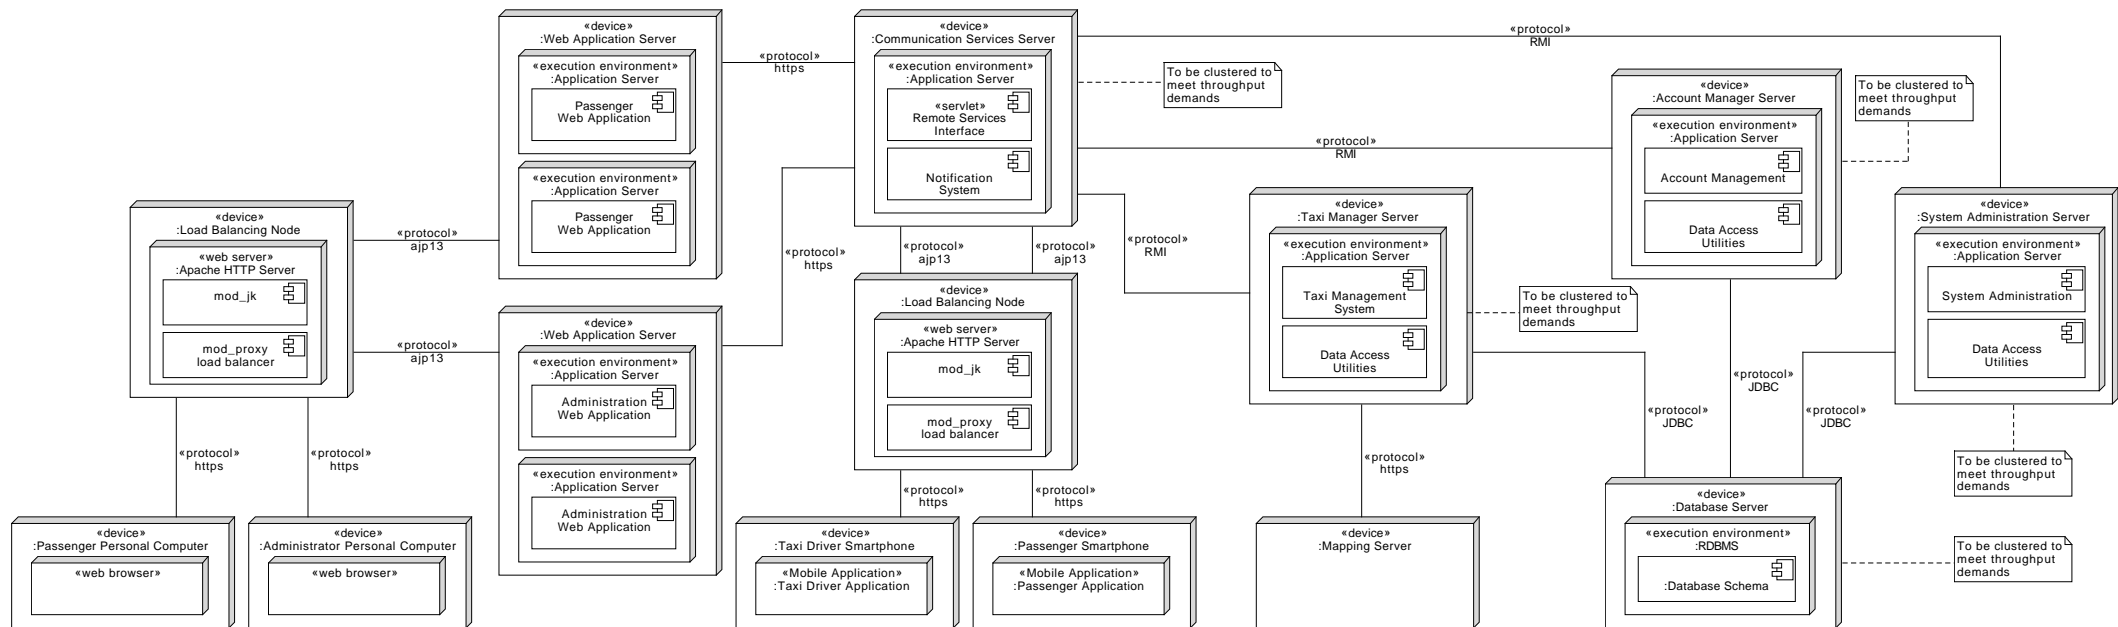 «device»
:Web Application Server
«execution environment»
:Application Server
Passenger
Web Application
«execution environment»
:Application Server
Passenger
Web Application
«protocol»
https
«device»
:Communication Services Server
«execution environment»
:Application Server
«servlet»
Remote Services
Interface
Notification
System
To be clustered to
meet throughput
demands
«protocol»
RMI
«protocol»
RMI
«device»
:Account Manager Server
«execution environment»
:Application Server
Account Management
Data Access
Utilities
To be clustered to
meet throughput
demands
«device»
:Load Balancing Node
«web server»
:Apache HTTP Server
mod_jk
mod_proxy
load balancer
«protocol»
ajp13
«protocol»
ajp13
«protocol»
https
«protocol»
ajp13
«protocol»
ajp13
«protocol»
RMI
«device»
:Taxi Manager Server
«execution environment»
:Application Server
Taxi Management
System
Data Access
Utilities
To be clustered to
meet throughput
demands
«device»
:System Administration Server
«execution environment»
:Application Server
System Administration
Data Access
Utilities
«device»
:Web Application Server
«execution environment»
:Application Server
Administration
Web Application
«execution environment»
:Application Server
Administration
Web Application
«device»
:Load Balancing Node
«web server»
:Apache HTTP Server
mod_jk
mod_proxy
load balancer
«protocol»
JDBC
«protocol»
JDBC
«protocol»
JDBC
«protocol»
https
«protocol»
https
«protocol»
https
«protocol»
https
«protocol»
https
To be clustered to
meet throughput
demands
«device»
:Passenger Personal Computer
«web browser»
«device»
:Administrator Personal Computer
«web browser»
«device»
:Taxi Driver Smartphone
«Mobile Application»
:Taxi Driver Application
«device»
:Passenger Smartphone
«Mobile Application»
:Passenger Application
«device»
:Mapping Server
«device»
:Database Server
«execution environment»
:RDBMS
:Database Schema
To be clustered to
meet throughput
demands